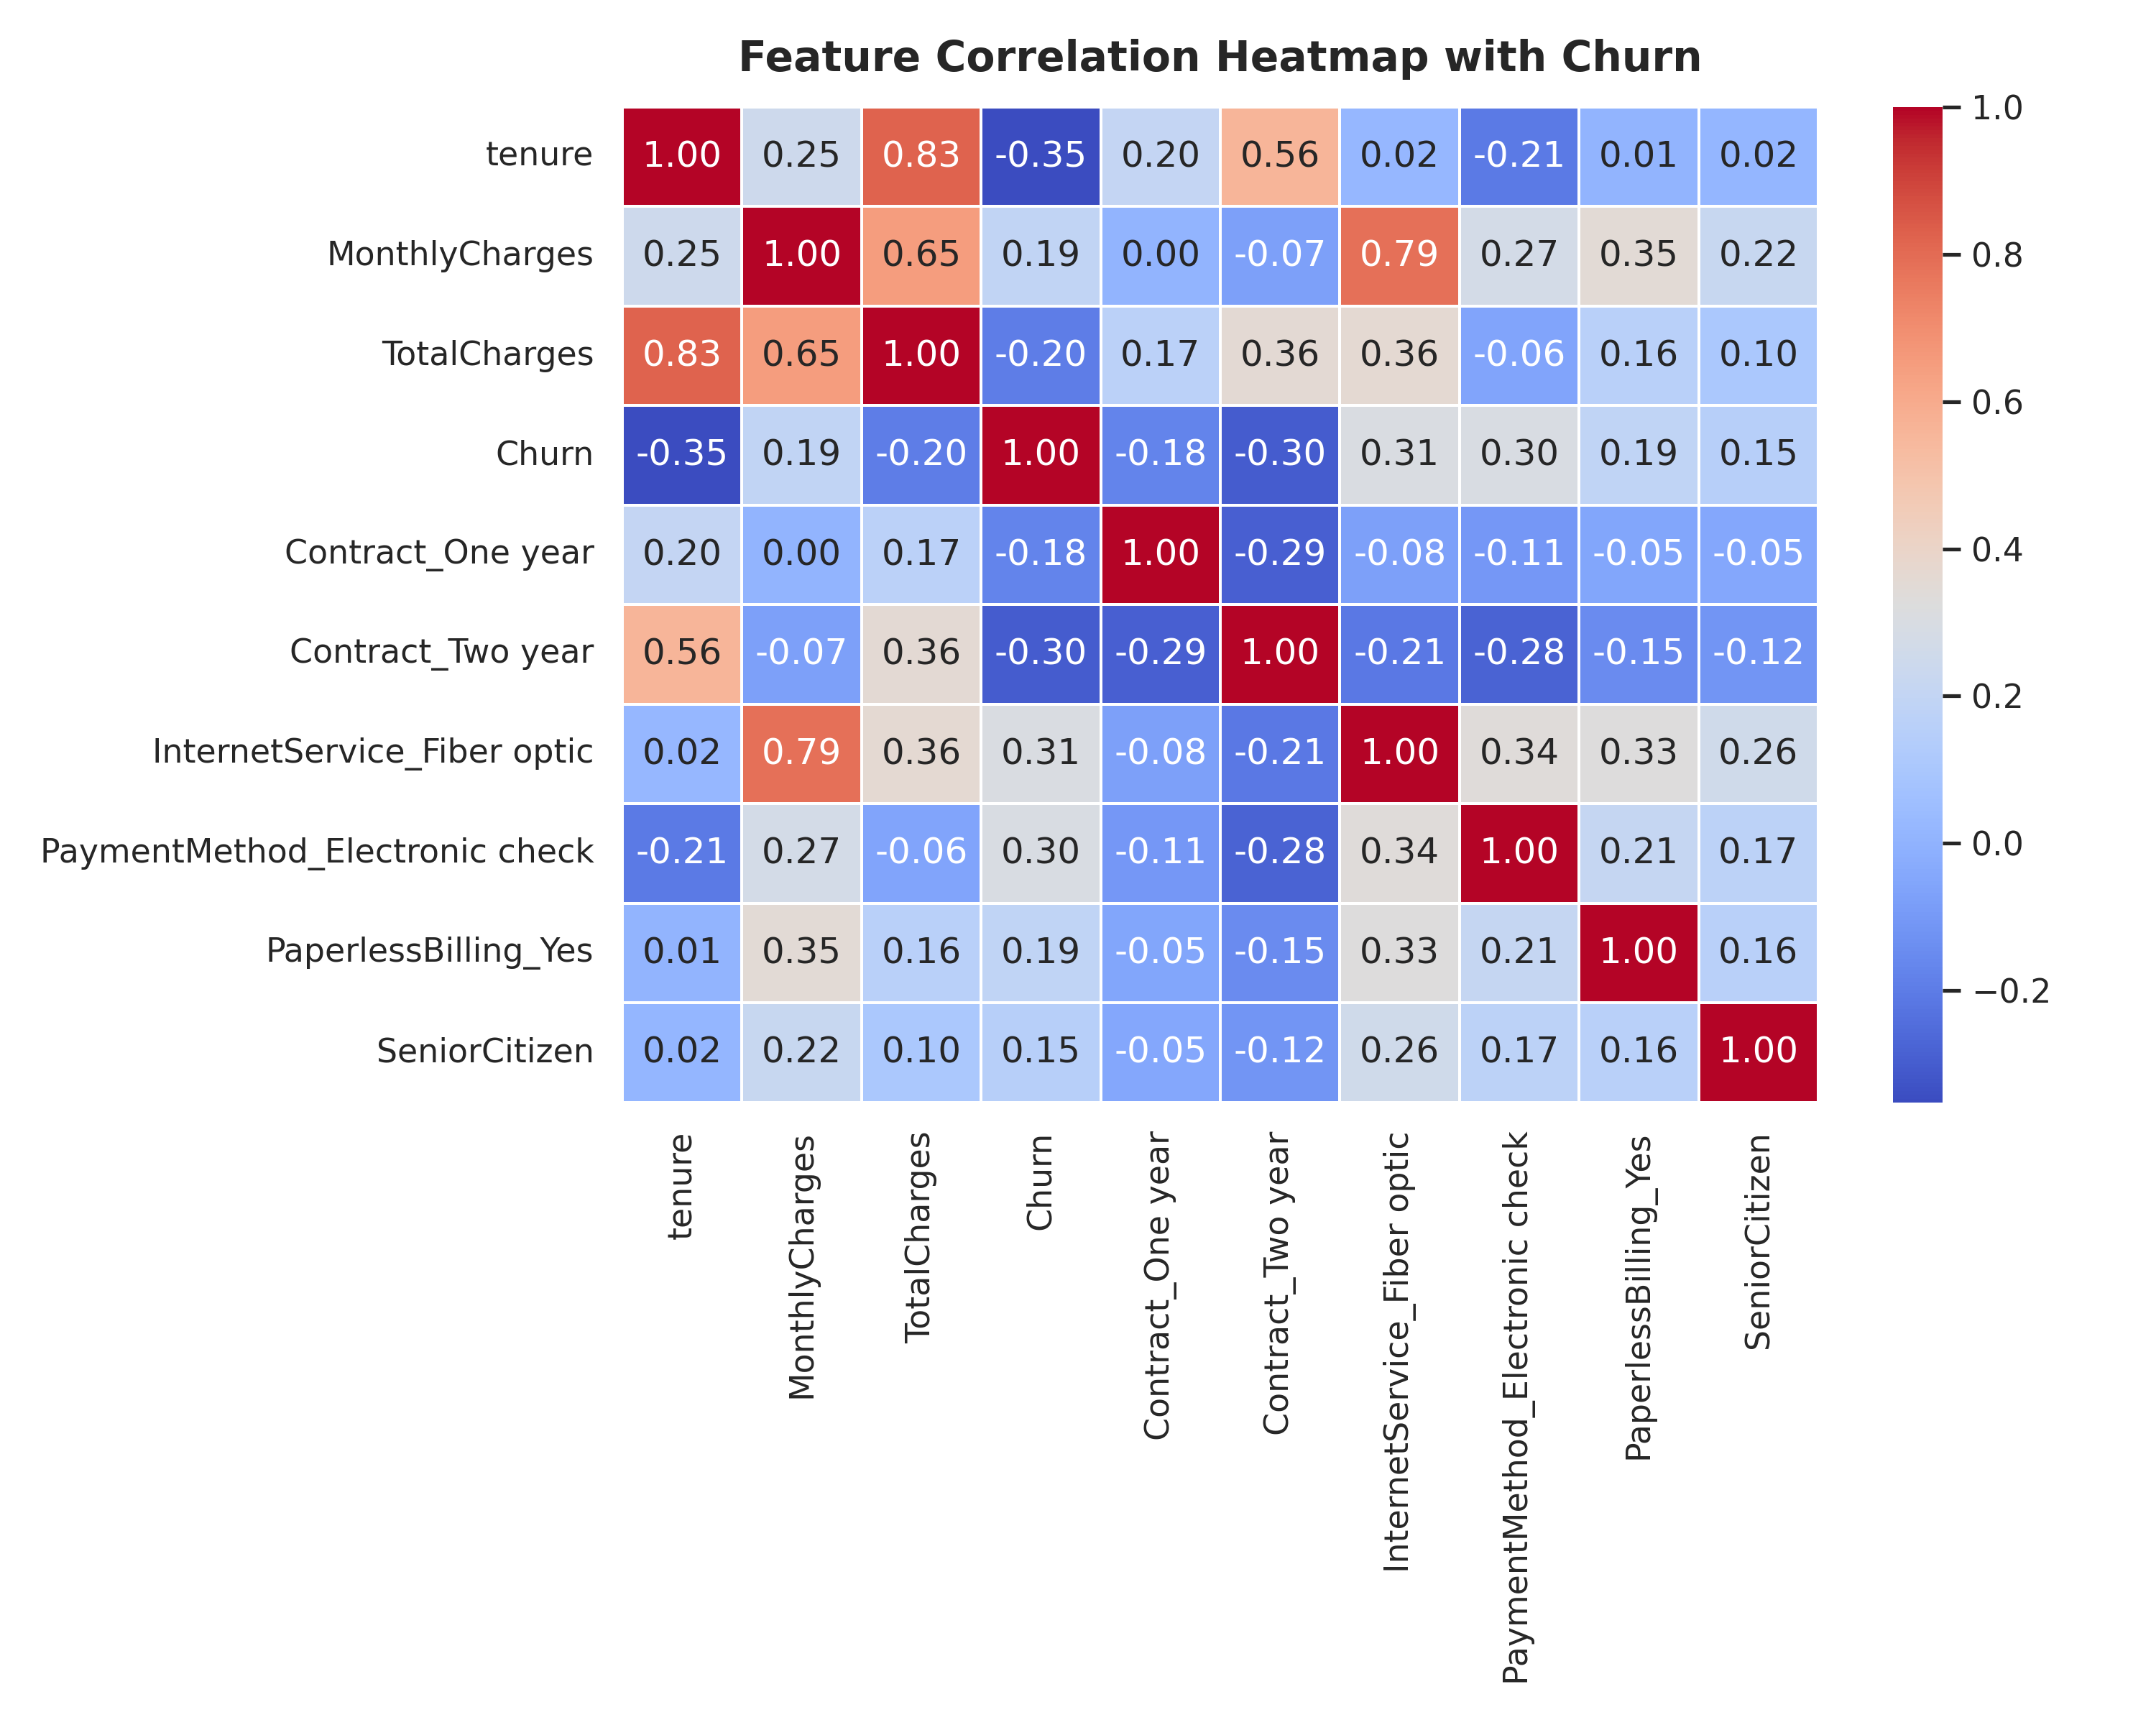 Feature Correlation Heatmap with Churn
tenure 1.00 0.25 0.83 -0.35 0.20 0.56 0.02 -0.21 0.01 0.02
MonthlyCharges 0.25 1.00 0.65 0.19 0.00 -0.07 0.79 0.27 0.35 0.22
TotalCharges 0.83 0.65 1.00 -0.20 0.17 0.36 0.36 -0.06 0.16 0.10
Churn -0.35 0.19 -0.20 1.00 -0.18 -0.30 0.31 0.30 0.19 0.15
Contract_One year 0.20 0.00 0.17 -0.18 1.00 -0.29 -0.08 -0.11 -0.05 -0.05
Contract_Two year 0.56 -0.07 0.36 -0.30 -0.29 1.00 -0.21 -0.28 -0.15 -0.12
InternetService_Fiber optic 0.02 0.79 0.36 0.31 -0.08 -0.21 1.00 0.34 0.33 0.26
PaymentMethod_Electronic check -0.21 0.27 -0.06 0.30 -0.11 -0.28 0.34 1.00 0.21 0.17
PaperlessBilling_Yes 0.01 0.35 0.16 0.19 -0.05 -0.15 0.33 0.21 1.00 0.16
SeniorCitizen 0.02 0.22 0.10 0.15 -0.05 -0.12 0.26 0.17 0.16 1.00
tenure
MonthlyCharges
TotalCharges
Churn
Contract_One year
Contract_Two year
InternetService_Fiber optic
PaymentMethod_Electronic check
PaperlessBilling_Yes
SeniorCitizen
1.0
0.8
0.6
0.4
0.2
0.0
−0.2